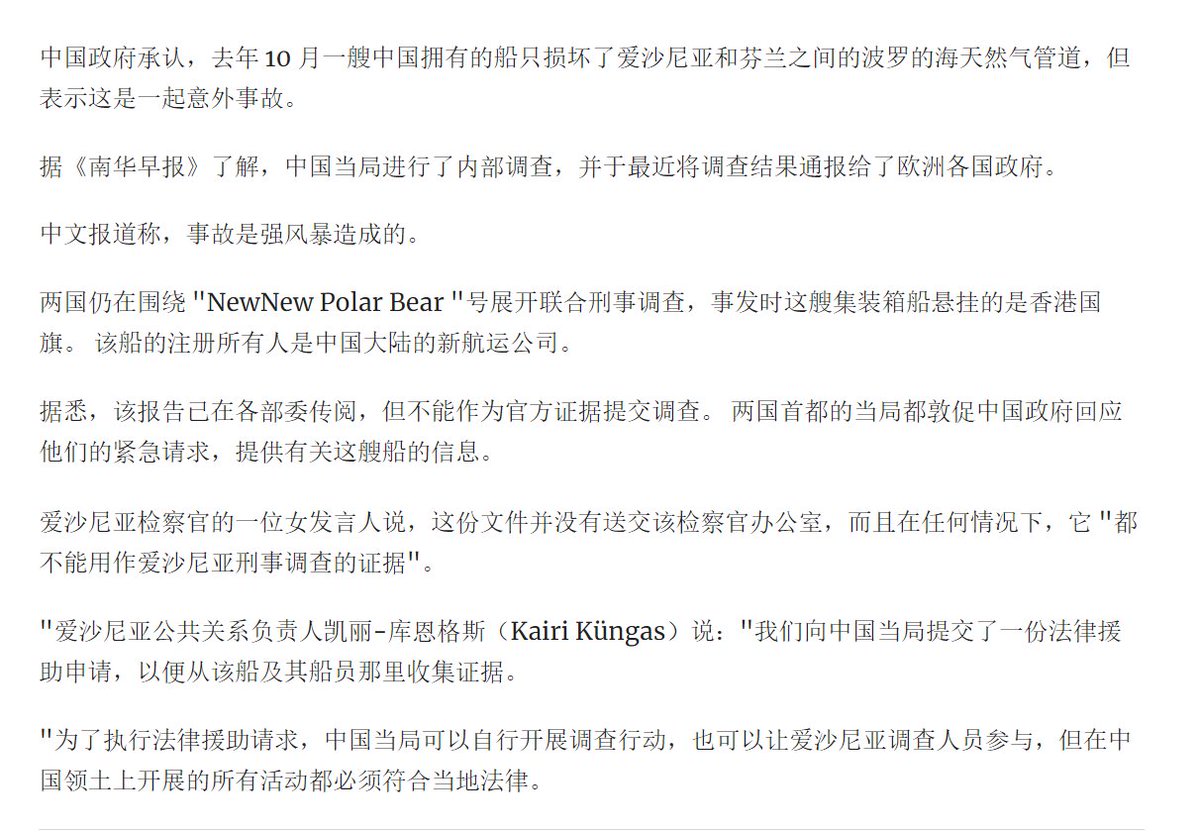 中国政府承认，去年 10 月一艘中国拥有的船只损坏了爱沙尼亚和芬兰之间的波罗的海天然气管道，但
表示这是一起意外事故。
据《南华早报》了解，中国当局进行了内部调查，并于最近将调查结果通报给了欧洲各国政府。
中文报道称，事故是强风暴造成的。
两国仍在围绕 "NewNew Polar Bear "号展开联合刑事调查，事发时这艘集装箱船悬挂的是香港国
旗。 该船的注册所有人是中国大陆的新航运公司。
据悉，该报告已在各部委传阅，但不能作为官方证据提交调查。 两国首都的当局都敦促中国政府回应
他们的紧急请求，提供有关这艘船的信息。
爱沙尼亚检察官的一位女发言人说，这份文件并没有送交该检察官办公室，而且在任何情况下，它 "都
不能用作爱沙尼亚刑事调查的证据"。
"爱沙尼亚公共关系负责人凯丽-库恩格斯（Kairi Küngas）说："我们向中国当局提交了一份法律援
助申请，以便从该船及其船员那里收集证据。
"为了执行法律援助请求，中国当局可以自行开展调查行动，也可以让爱沙尼亚调查人员参与，但在中
国领土上开展的所有活动都必须符合当地法律。